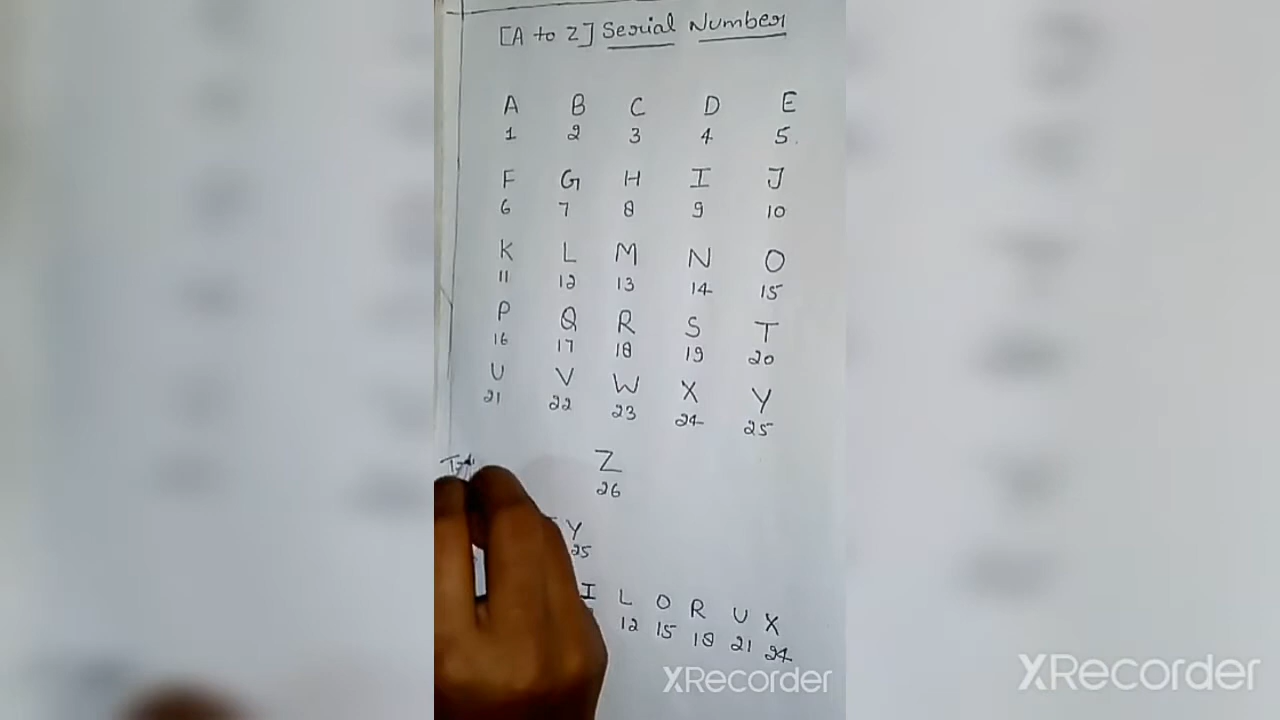 [A to Z] Serial Number
A B C D E
1 2 3 4 5
F G H I J
6 7 8 9 10
K L M N O
11 12 13 14 15
P Q R S T
16 17 18 19 20
U V W X Y
21 22 23 24 25
Z
26
Y
25
I L O R U X
12 15 18 21 24
XRecorder
XRecorder